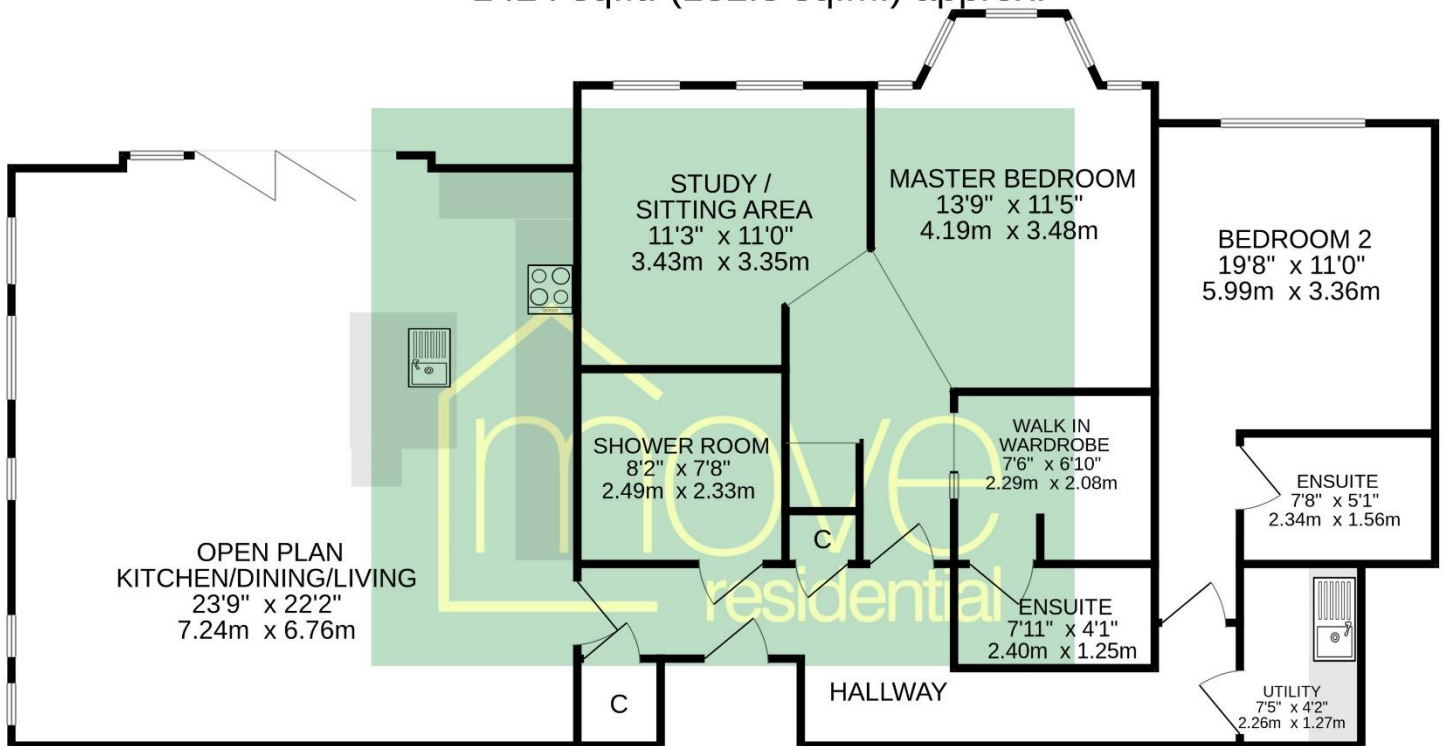 STUDY /
SITTING AREA
11'3" x 11'0"
3.43m x 3.35m
MASTER BEDROOM
13'9" x 11'5"
4.19m x 3.48m
BEDROOM 2
19'8" x 11'0"
5.99m x 3.36m
SHOWER ROOM
8'2" x 7'8"
2.49m x 2.33m
WALK IN
WARDROBE
7'6" x 6'10"
2.29m x 2.08m
ENSUITE
7'8" x 5'1"
2.34m x 1.56m
OPEN PLAN
KITCHEN/DINING/LIVING
23'9" x 22'2"
7.24m x 6.76m
C
move
residential
ENSUITE
7'11" x 4'1"
2.40m x 1.25m
C
HALLWAY
UTILITY
7'5" x 4'2"
2.26m x 1.27m